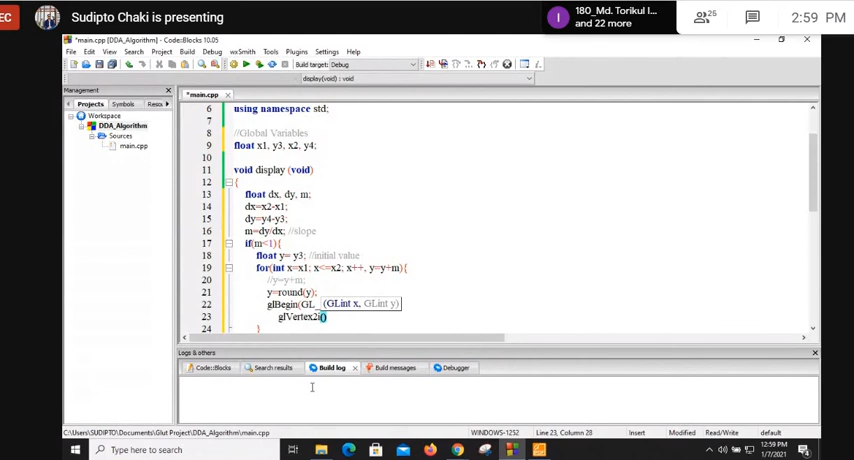 EC
Sudipto Chaki is presenting
180_Md. Torikul I...
and 22 more
25
2:59 PM
*main.cpp [DDA_Algorithm] - Code::Blocks 10.05
File Edit View Search Project Build Debug wxSmith Tools Plugins Settings Help
Build target: Debug
display(void) : void
Management
Projects Symbols Resou
Workspace
DDA_Algorithm
Sources
main.cpp
*main.cpp
6 using namespace std;
7
8 //Global Variables
9 float x1, y3, x2, y4;
10
11 void display (void)
12 {
13 float dx, dy, m;
14 dx=x2-x1;
15 dy=y4-y3;
16 m=dy/dx; //slope
17 if(m<1){
18 float y= y3; //initial value
19 for(int x=x1; x<=x2; x++, y=y+m){
20 //y=y+m;
21 y=round(y);
22 glBegin(GL_ (GLint x, GLint y)
23 glVertex2i()
24 }
Logs & others
Code::Blocks Search results Build log Build messages Debugger
C:\Users\SUDIPTO\Documents\Glut Project\DDA_Algorithm\main.cpp WINDOWS-1252 Line 23, Column 28 Insert Modified Read/Write default
Type here to search
12:59 PM
1/7/2021